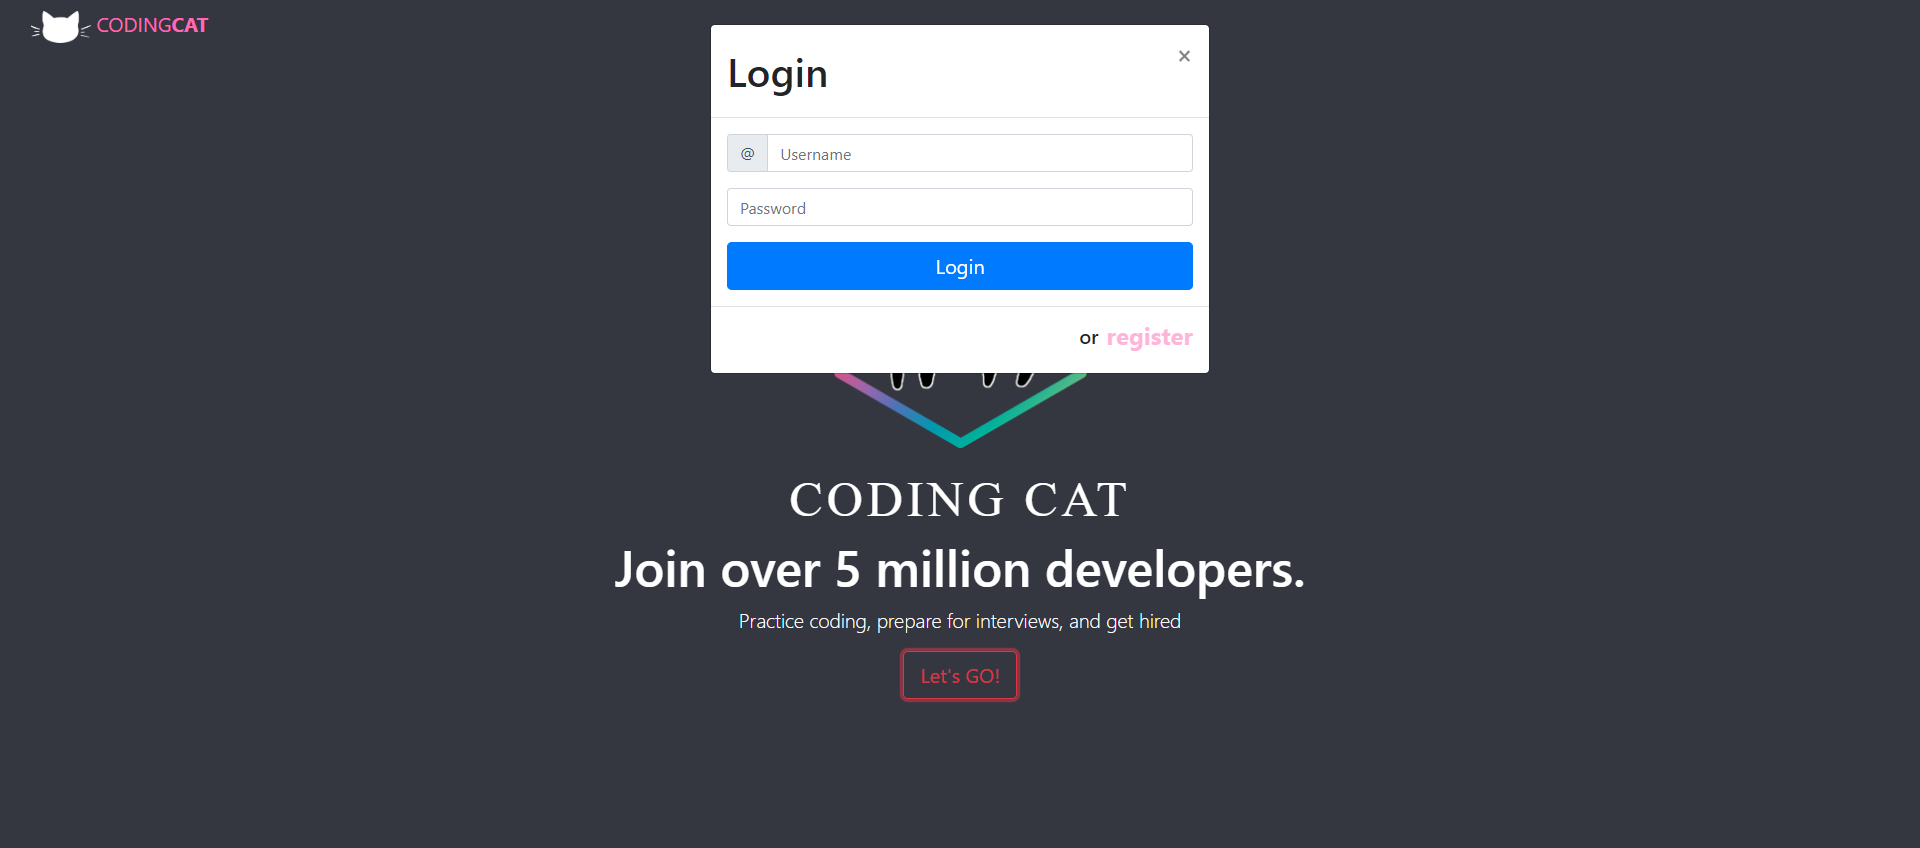 CODINGCAT
Login
×
@ Username
Password
Login
or register
CODING CAT
Join over 5 million developers.
Practice coding, prepare for interviews, and get hired
Let's GO!